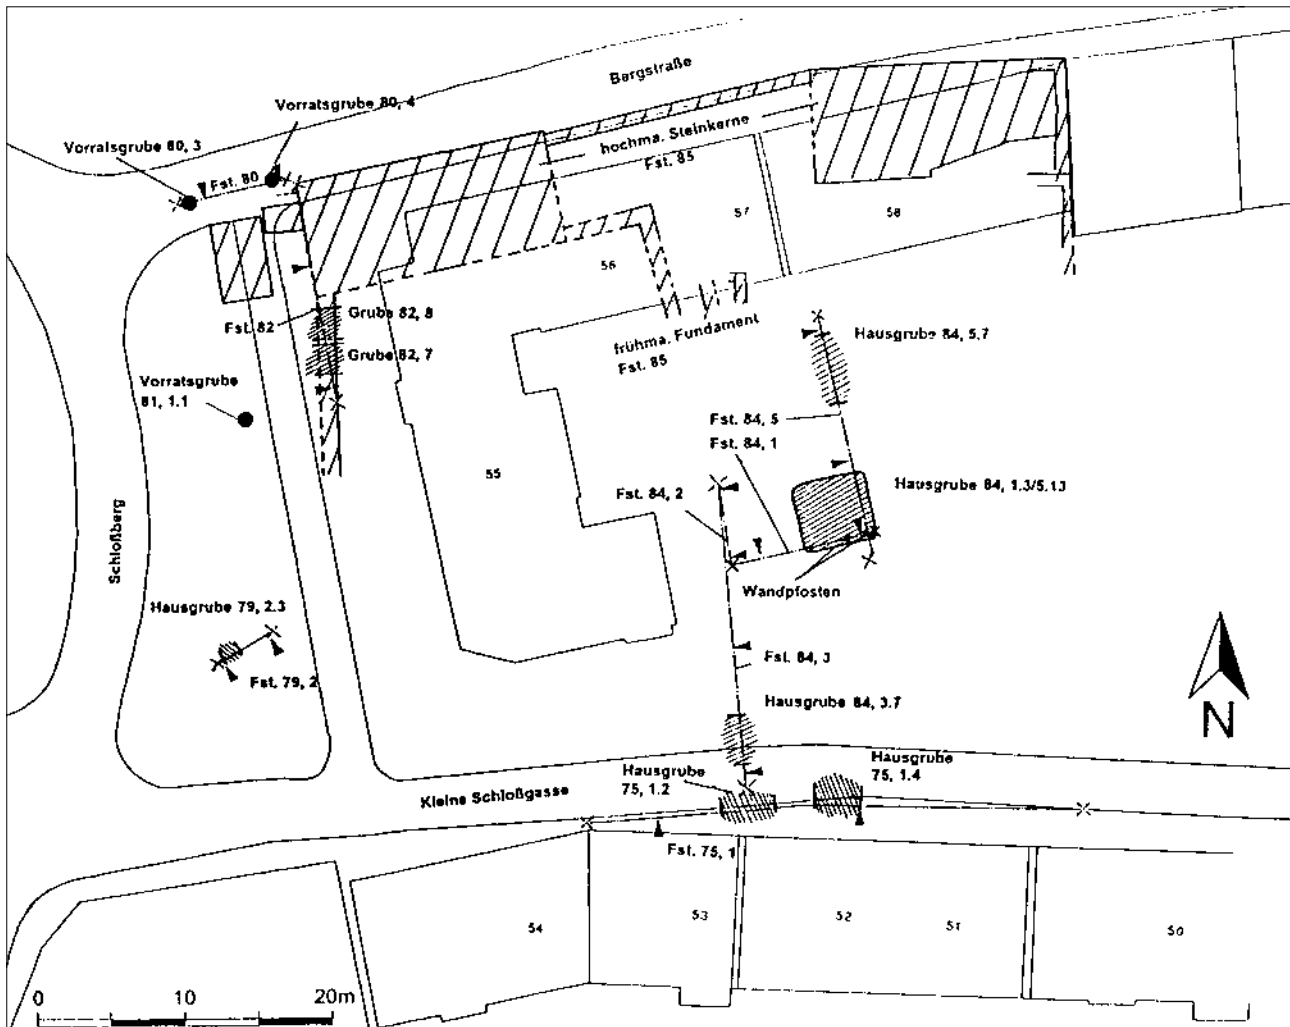 Bergstraße
Vorratsgrube 80, 4
Vorratsgrube 80, 3
Fst. 80
hochma. Steinkerne
Fst. 85
57
58
56
Fst. 82
Grube 82, 8
Grube 82, 7
frühma. Fundament
Fst. 85
Hausgrube 84, 5.7
Vorratsgrube
81, 1.1
Fst. 84, 5
Fst. 84, 1
55
Fst. 84, 2
Hausgrube 84, 1.3/5.13
Schloßberg
Wandpfosten
Hausgrube 79, 2.3
Fst. 79, 2
Fst. 84, 3
Hausgrube 84, 3.7
N
Hausgrube
75, 1.2
Hausgrube
75, 1.4
Kleine Schloßgasse
Fst. 75, 1
54
53
52
51
50
0 10 20m